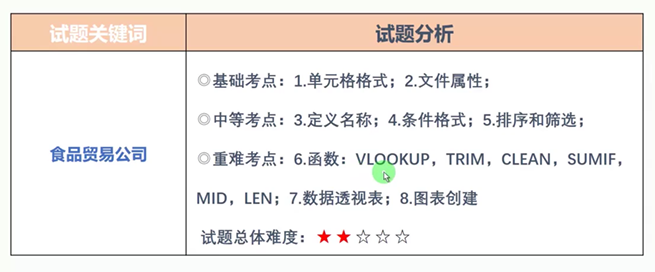 试题关键词
试题分析
食品贸易公司
◎基础考点：1.单元格格式；2.文件属性；
◎中等考点：3.定义名称；4.条件格式；5.排序和筛选；
◎重难考点：6.函数：VLOOKUP，TRIM，CLEAN，SUMIF，
MID，LEN；7.数据透视表；8.图表创建
试题总体难度：★★☆☆☆